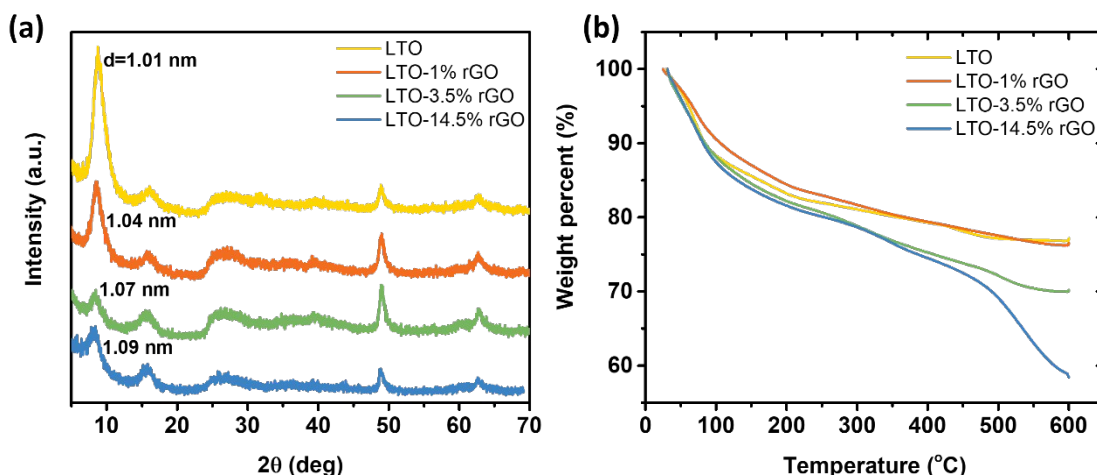 (a)
d=1.01 nm
LTO
LTO-1% rGO
LTO-3.5% rGO
LTO-14.5% rGO
1.04 nm
1.07 nm
1.09 nm
Intensity (a.u.)
10 20 30 40 50 60 70
2θ (deg)
(b)
LTO
LTO-1% rGO
LTO-3.5% rGO
LTO-14.5% rGO
100
90
80
70
60
Weight percent (%)
0 100 200 300 400 500 600
Temperature (°C)